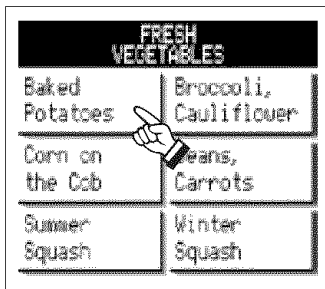 FRESH
VEGETABLES
Baked
Potatoes
Broccoli,
Cauliflower
Corn on
the Cob
Beans,
Carrots
Summer
Squash
Winter
Squash